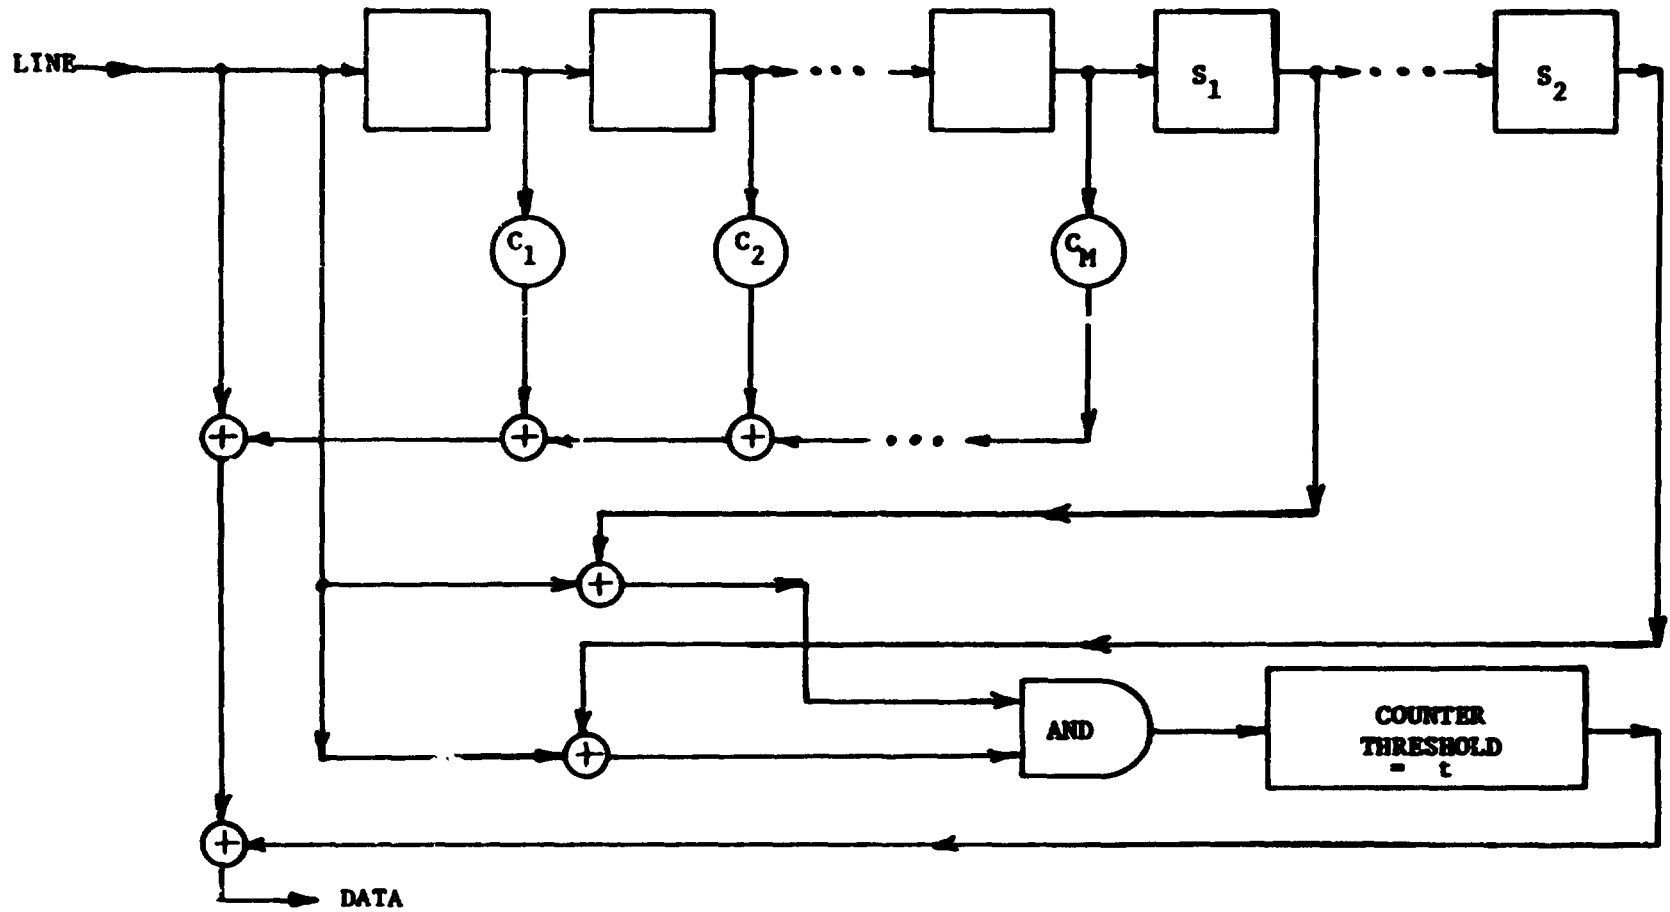 LINE
S1
S2
C1
C2
CM
+
+
+
+
+
AND
COUNTER
THRESHOLD
= t
+
DATA